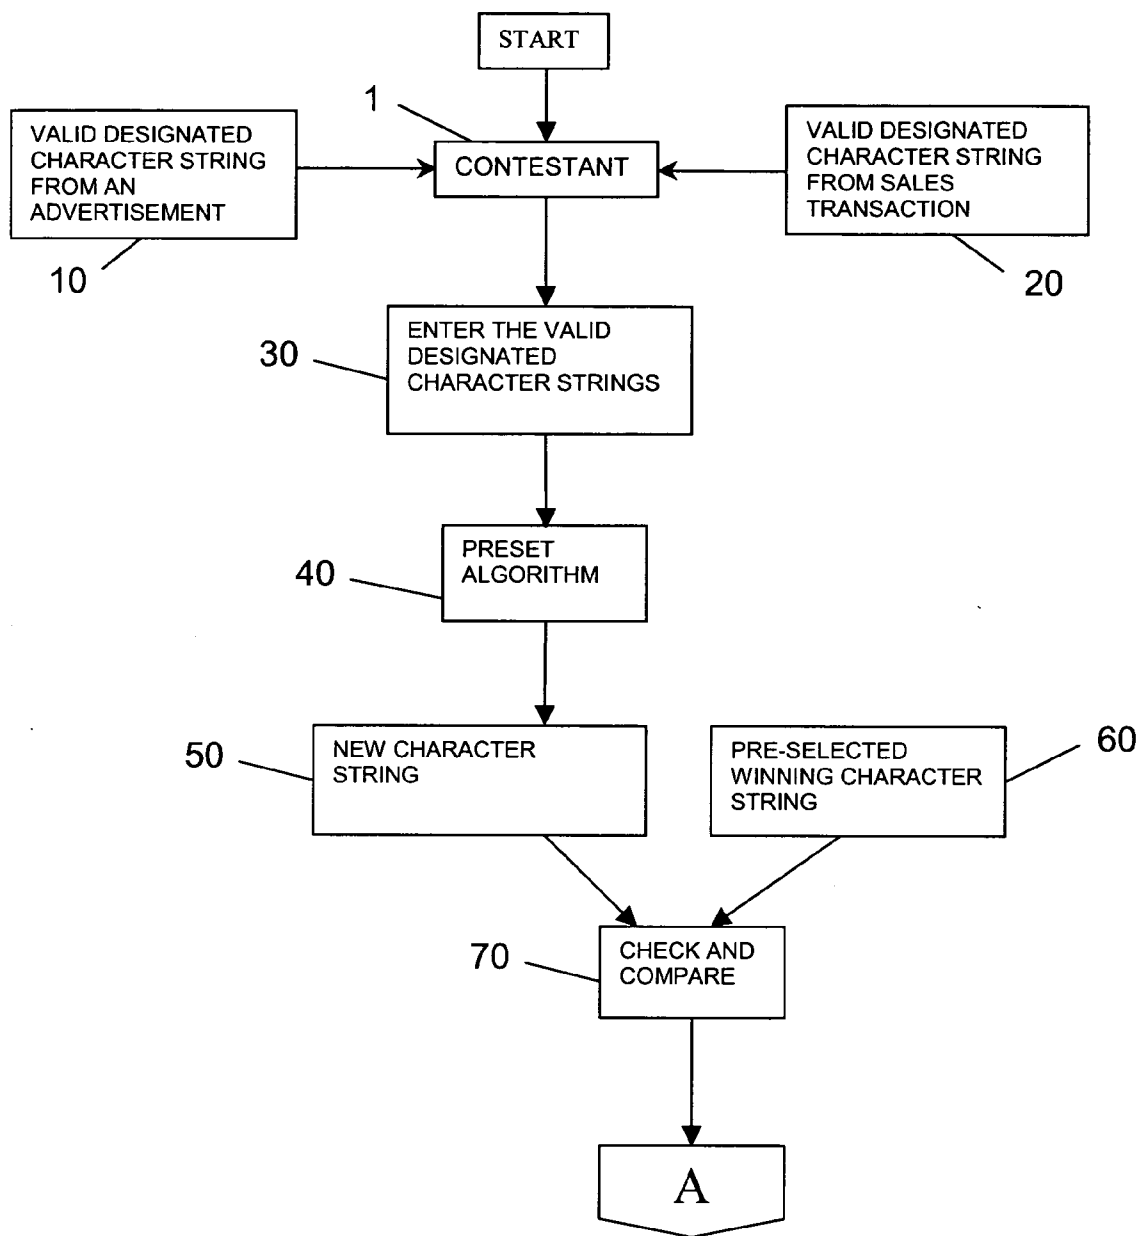 START
1
VALID DESIGNATED
CHARACTER STRING
FROM AN
ADVERTISEMENT
CONTESTANT
VALID DESIGNATED
CHARACTER STRING
FROM SALES
TRANSACTION
10
20
30
ENTER THE VALID
DESIGNATED
CHARACTER STRINGS
40
PRESET
ALGORITHM
50
NEW CHARACTER
STRING
PRE-SELECTED
WINNING CHARACTER
STRING
60
70
CHECK AND
COMPARE
A